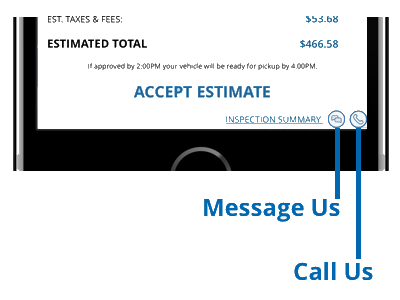 EST. TAXES & FEES: $53.68
ESTIMATED TOTAL $466.58
If approved by 2:00PM your vehicle will be ready for pickup by 4:00PM.
ACCEPT ESTIMATE
INSPECTION SUMMARY
Message Us
Call Us